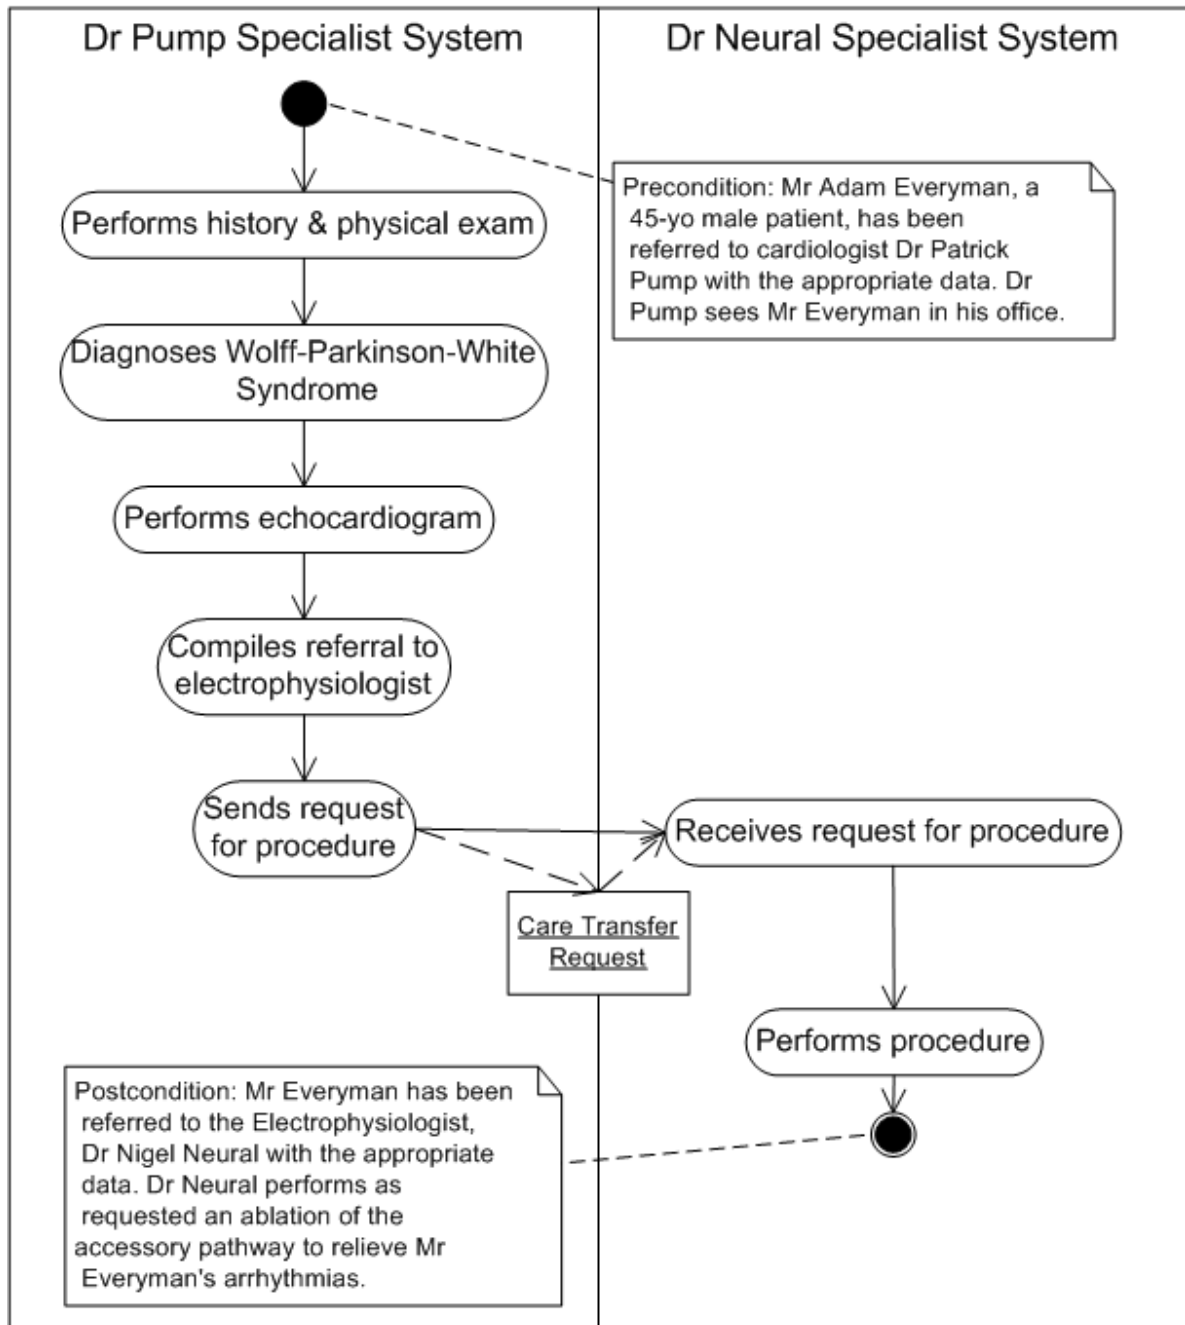 Dr Pump Specialist System
Dr Neural Specialist System
Precondition: Mr Adam Everyman, a
45-yo male patient, has been
referred to cardiologist Dr Patrick
Pump with the appropriate data. Dr
Pump sees Mr Everyman in his office.
Performs history & physical exam
Diagnoses Wolff-Parkinson-White
Syndrome
Performs echocardiogram
Compiles referral to
electrophysiologist
Sends request
for procedure
Receives request for procedure
Care Transfer
Request
Performs procedure
Postcondition: Mr Everyman has been
referred to the Electrophysiologist,
Dr Nigel Neural with the appropriate
data. Dr Neural performs as
requested an ablation of the
accessory pathway to relieve Mr
Everyman's arrhythmias.